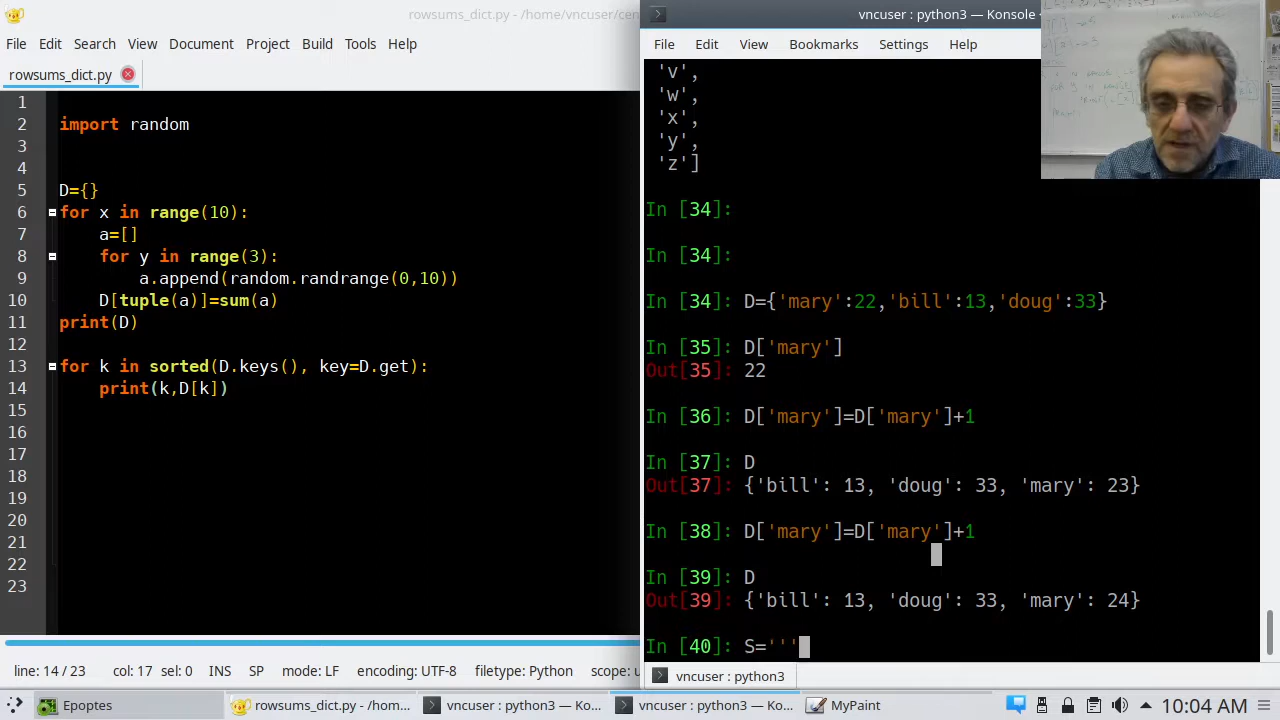 rowsums_dict.py - /home/vncuser/cen
File Edit Search View Document Project Build Tools Help
rowsums_dict.py
1
2 import random
3
4
5 D={}
6 for x in range(10):
7 a=[]
8 for y in range(3):
9 a.append(random.randrange(0,10))
10 D[tuple(a)]=sum(a)
11 print(D)
12
13 for k in sorted(D.keys(), key=D.get):
14 print(k,D[k])
15
16
17
18
19
20
21
22
23
line: 14 / 23 col: 17 sel: 0 INS SP mode: LF encoding: UTF-8 filetype: Python scope: u
vncuser : python3 — Konsole
File Edit View Bookmarks Settings Help
'v',
'w',
'x',
'y',
'z']
In [34]:
In [34]:
In [34]: D={'mary':22,'bill':13,'doug':33}
In [35]: D['mary']
Out[35]: 22
In [36]: D['mary']=D['mary']+1
In [37]: D
Out[37]: {'bill': 13, 'doug': 33, 'mary': 23}
In [38]: D['mary']=D['mary']+1
In [39]: D
Out[39]: {'bill': 13, 'doug': 33, 'mary': 24}
In [40]: S='''
vncuser : python3
Epoptes rowsums_dict.py - /hom... vncuser : python3 — Ko... vncuser : python3 — Ko... MyPaint 10:04 AM